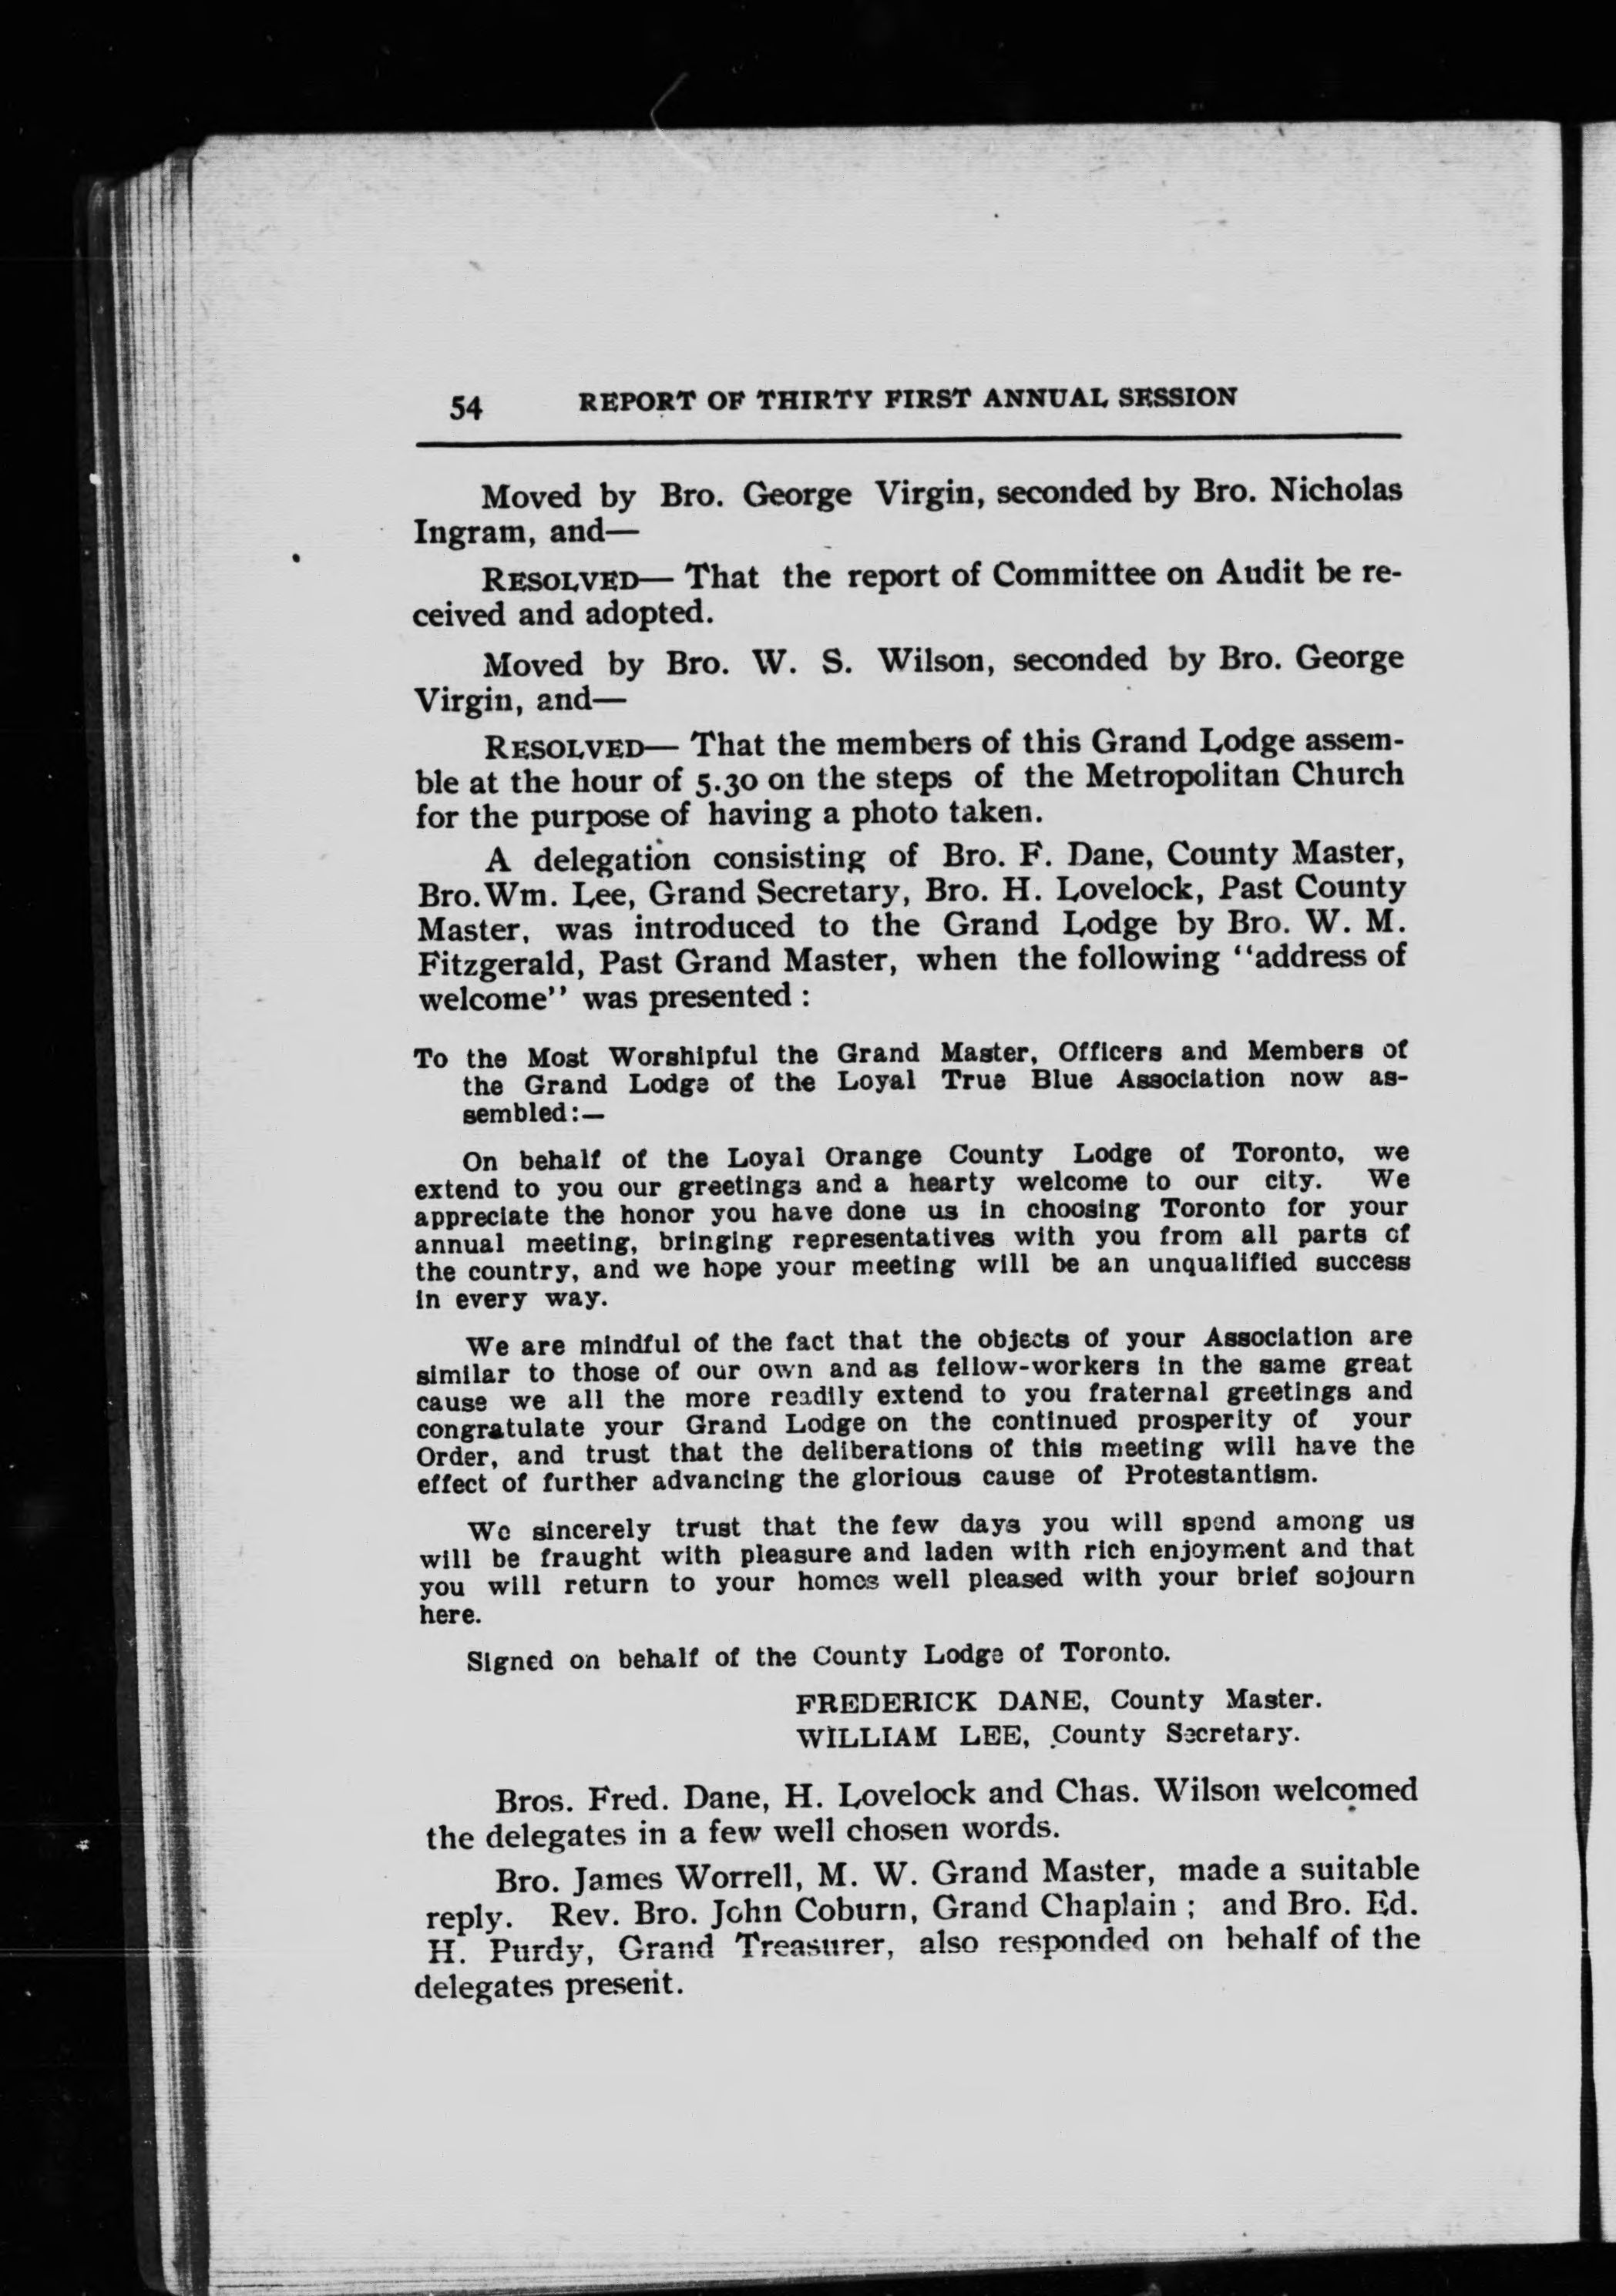 54 REPORT OF THIRTY FIRST ANNUAL SESSION
Moved by Bro. George Virgin, seconded by Bro. Nicholas
Ingram, and—
RESOLVED— That the report of Committee on Audit be re-
ceived and adopted.
Moved by Bro. W. S. Wilson, seconded by Bro. George
Virgin, and—
RESOLVED— That the members of this Grand Lodge assem-
ble at the hour of 5.30 on the steps of the Metropolitan Church
for the purpose of having a photo taken.
A delegation consisting of Bro. F. Dane, County Master,
Bro. Wm. Lee, Grand Secretary, Bro. H. Lovelock, Past County
Master, was introduced to the Grand Lodge by Bro. W. M.
Fitzgerald, Past Grand Master, when the following "address of
welcome" was presented :
To the Most Worshipful the Grand Master, Officers and Members of
the Grand Lodge of the Loyal True Blue Association now as-
sembled:—
On behalf of the Loyal Orange County Lodge of Toronto, we
extend to you our greetings and a hearty welcome to our city. We
appreciate the honor you have done us in choosing Toronto for your
annual meeting, bringing representatives with you from all parts of
the country, and we hope your meeting will be an unqualified success
in every way.
We are mindful of the fact that the objects of your Association are
similar to those of our own and as fellow-workers in the same great
cause we all the more readily extend to you fraternal greetings and
congratulate your Grand Lodge on the continued prosperity of your
Order, and trust that the deliberations of this meeting will have the
effect of further advancing the glorious cause of Protestantism.
We sincerely trust that the few days you will spend among us
will be fraught with pleasure and laden with rich enjoyment and that
you will return to your homes well pleased with your brief sojourn
here.
Signed on behalf of the County Lodge of Toronto.
FREDERICK DANE, County Master.
WILLIAM LEE, County Secretary.
Bros. Fred. Dane, H. Lovelock and Chas. Wilson welcomed
the delegates in a few well chosen words.
Bro. James Worrell, M. W. Grand Master, made a suitable
reply. Rev. Bro. John Coburn, Grand Chaplain ; and Bro. Ed.
H. Purdy, Grand Treasurer, also responded on behalf of the
delegates present.